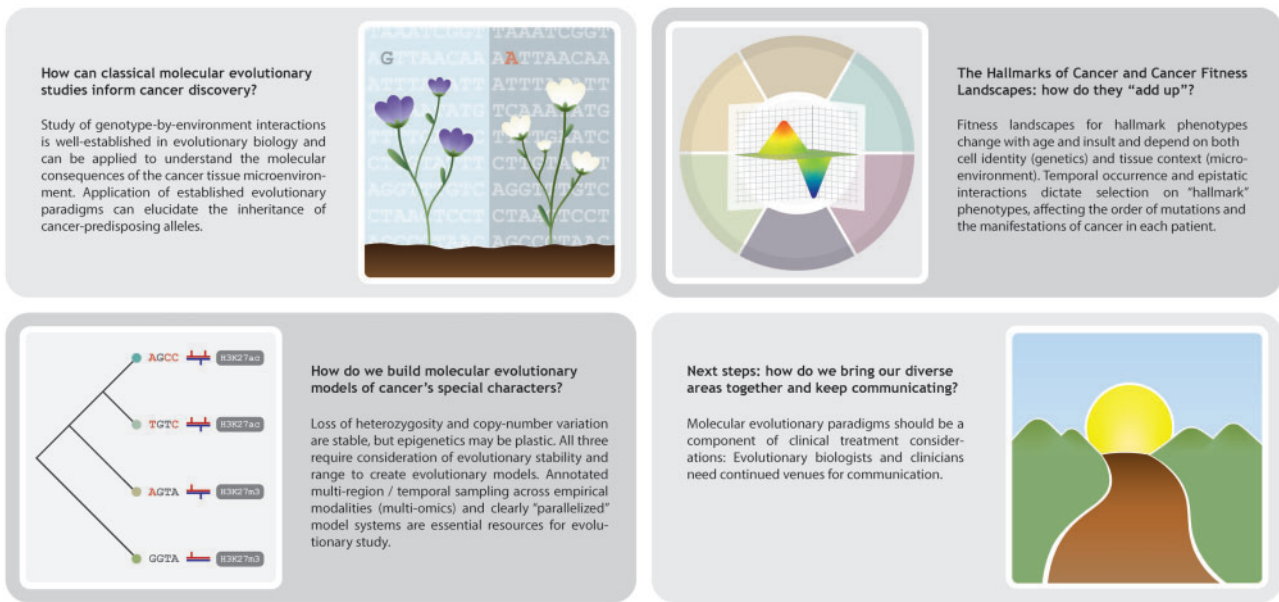 How can classical molecular evolutionary
studies inform cancer discovery?
Study of genotype-by-environment interactions
is well-established in evolutionary biology and
can be applied to understand the molecular
consequences of the cancer tissue microenviron-
ment. Application of established evolutionary
paradigms can elucidate the inheritance of
cancer-predisposing alleles.
TAAATCGGT TAAATCGGT
AGTTAACAA AATTAACAA
The Hallmarks of Cancer and Cancer Fitness
Landscapes: how do they “add up”?
Fitness landscapes for hallmark phenotypes
change with age and insult and depend on both
cell identity (genetics) and tissue context (micro-
environment). Temporal occurrence and epistatic
interactions dictate selection on “hallmark”
phenotypes, affecting the order of mutations and
the manifestations of cancer in each patient.
AGCC H3K27ac
TGTC H3K27ac
AGTA H3K27m3
GGTA H3K27m3
How do we build molecular evolutionary
models of cancer’s special characters?
Loss of heterozygosity and copy-number variation
are stable, but epigenetics may be plastic. All three
require consideration of evolutionary stability and
range to create evolutionary models. Annotated
multi-region / temporal sampling across empirical
modalities (multi-omics) and clearly “parallelized”
model systems are essential resources for evolu-
tionary study.
Next steps: how do we bring our diverse
areas together and keep communicating?
Molecular evolutionary paradigms should be a
component of clinical treatment consider-
ations: Evolutionary biologists and clinicians
need continued venues for communication.